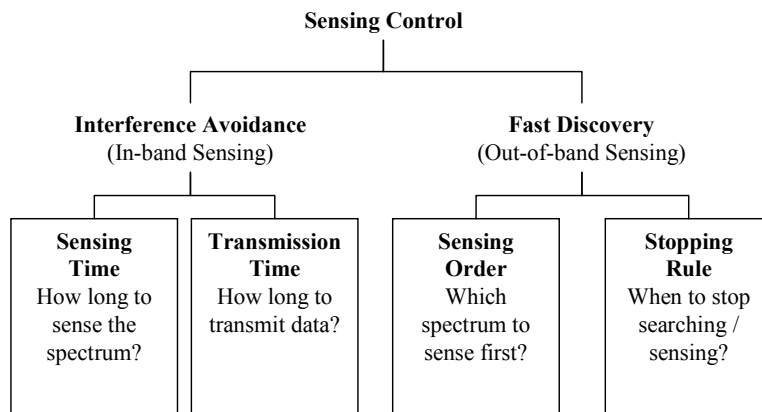 Sensing Control
Interference Avoidance
(In-band Sensing)
Fast Discovery
(Out-of-band Sensing)
Sensing
Time
How long to
sense the
spectrum?
Transmission
Time
How long to
transmit data?
Sensing
Order
Which
spectrum to
sense first?
Stopping
Rule
When to stop
searching /
sensing?